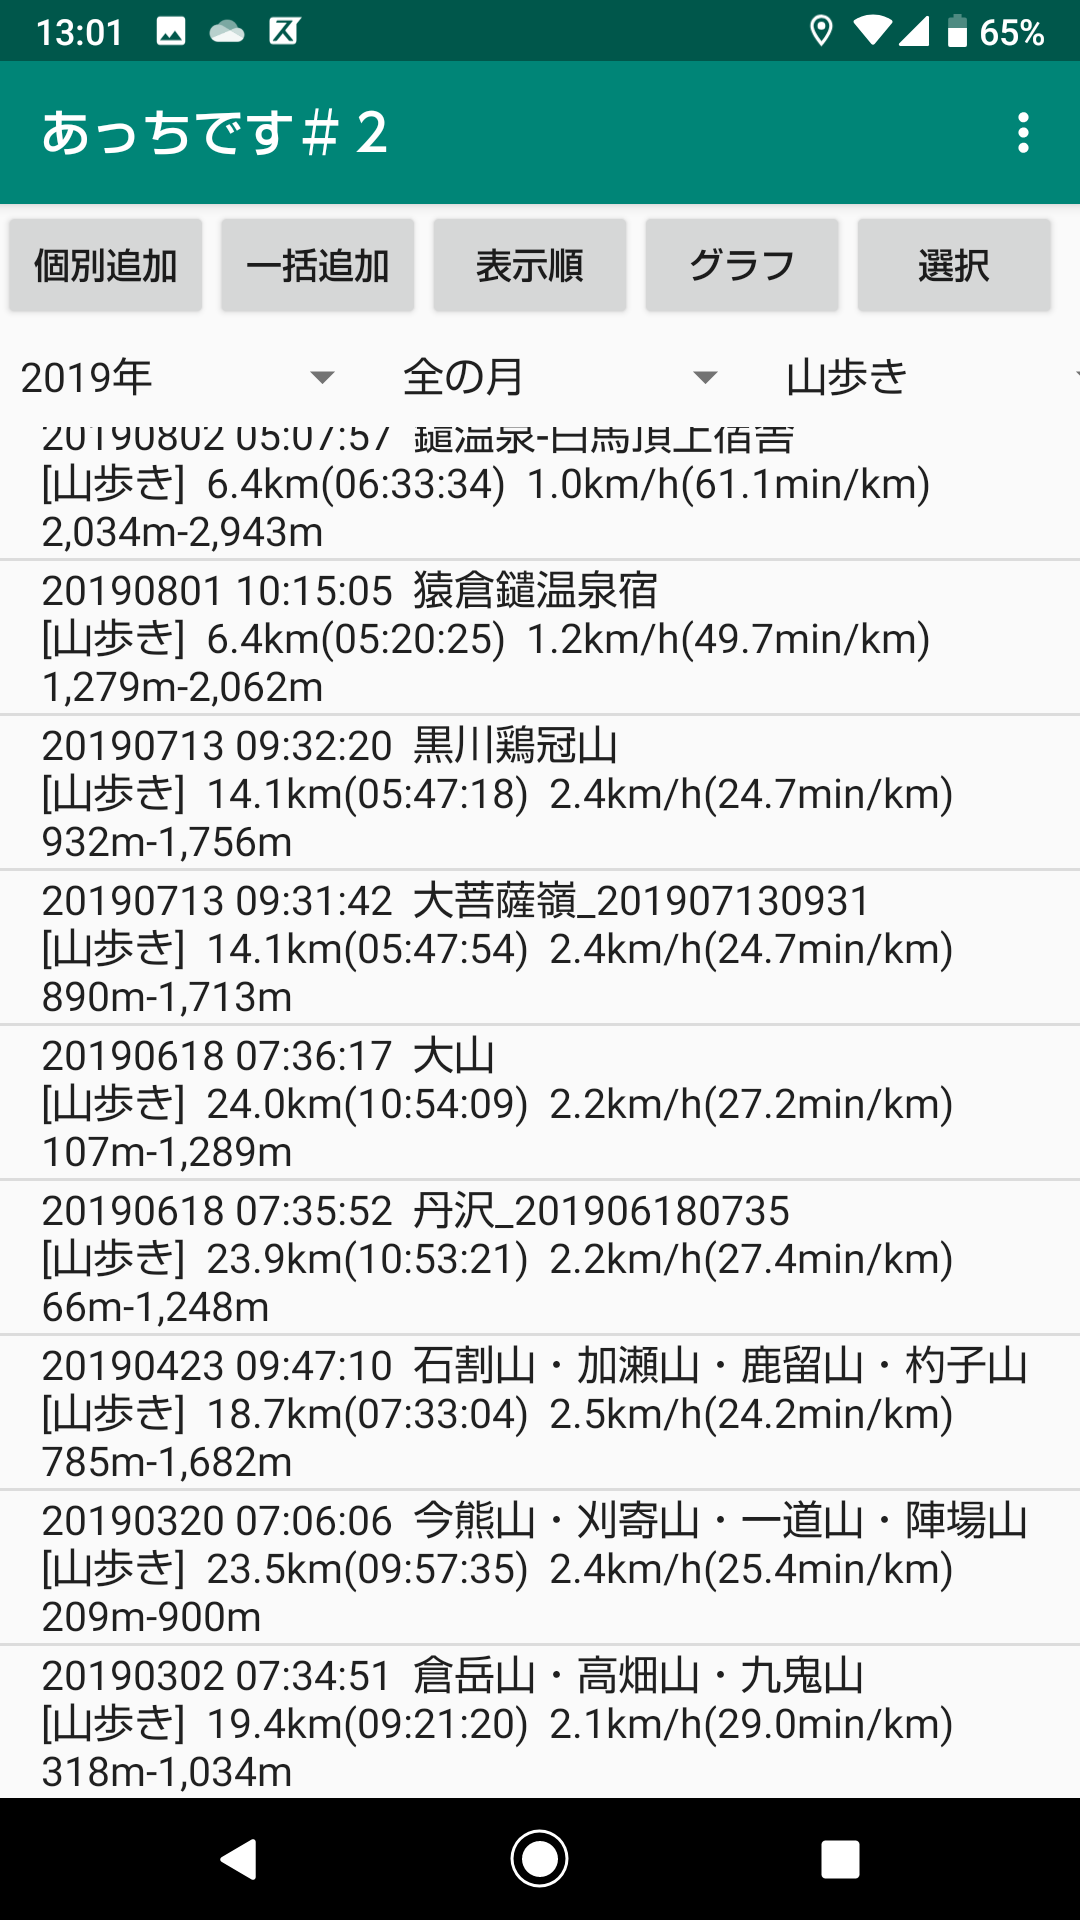 13:01 65%
あっちです＃２
個別追加 一括追加 表示順 グラフ 選択
2019年 全の月 山歩き
20190802 05:07:57 鑓温泉-白馬頂上宿舎
[山歩き] 6.4km(06:33:34) 1.0km/h(61.1min/km)
2,034m-2,943m
20190801 10:15:05 猿倉鑓温泉宿
[山歩き] 6.4km(05:20:25) 1.2km/h(49.7min/km)
1,279m-2,062m
20190713 09:32:20 黒川鶏冠山
[山歩き] 14.1km(05:47:18) 2.4km/h(24.7min/km)
932m-1,756m
20190713 09:31:42 大菩薩嶺_201907130931
[山歩き] 14.1km(05:47:54) 2.4km/h(24.7min/km)
890m-1,713m
20190618 07:36:17 大山
[山歩き] 24.0km(10:54:09) 2.2km/h(27.2min/km)
107m-1,289m
20190618 07:35:52 丹沢_201906180735
[山歩き] 23.9km(10:53:21) 2.2km/h(27.4min/km)
66m-1,248m
20190423 09:47:10 石割山・加瀬山・鹿留山・杓子山
[山歩き] 18.7km(07:33:04) 2.5km/h(24.2min/km)
785m-1,682m
20190320 07:06:06 今熊山・刈寄山・一道山・陣場山
[山歩き] 23.5km(09:57:35) 2.4km/h(25.4min/km)
209m-900m
20190302 07:34:51 倉岳山・高畑山・九鬼山
[山歩き] 19.4km(09:21:20) 2.1km/h(29.0min/km)
318m-1,034m